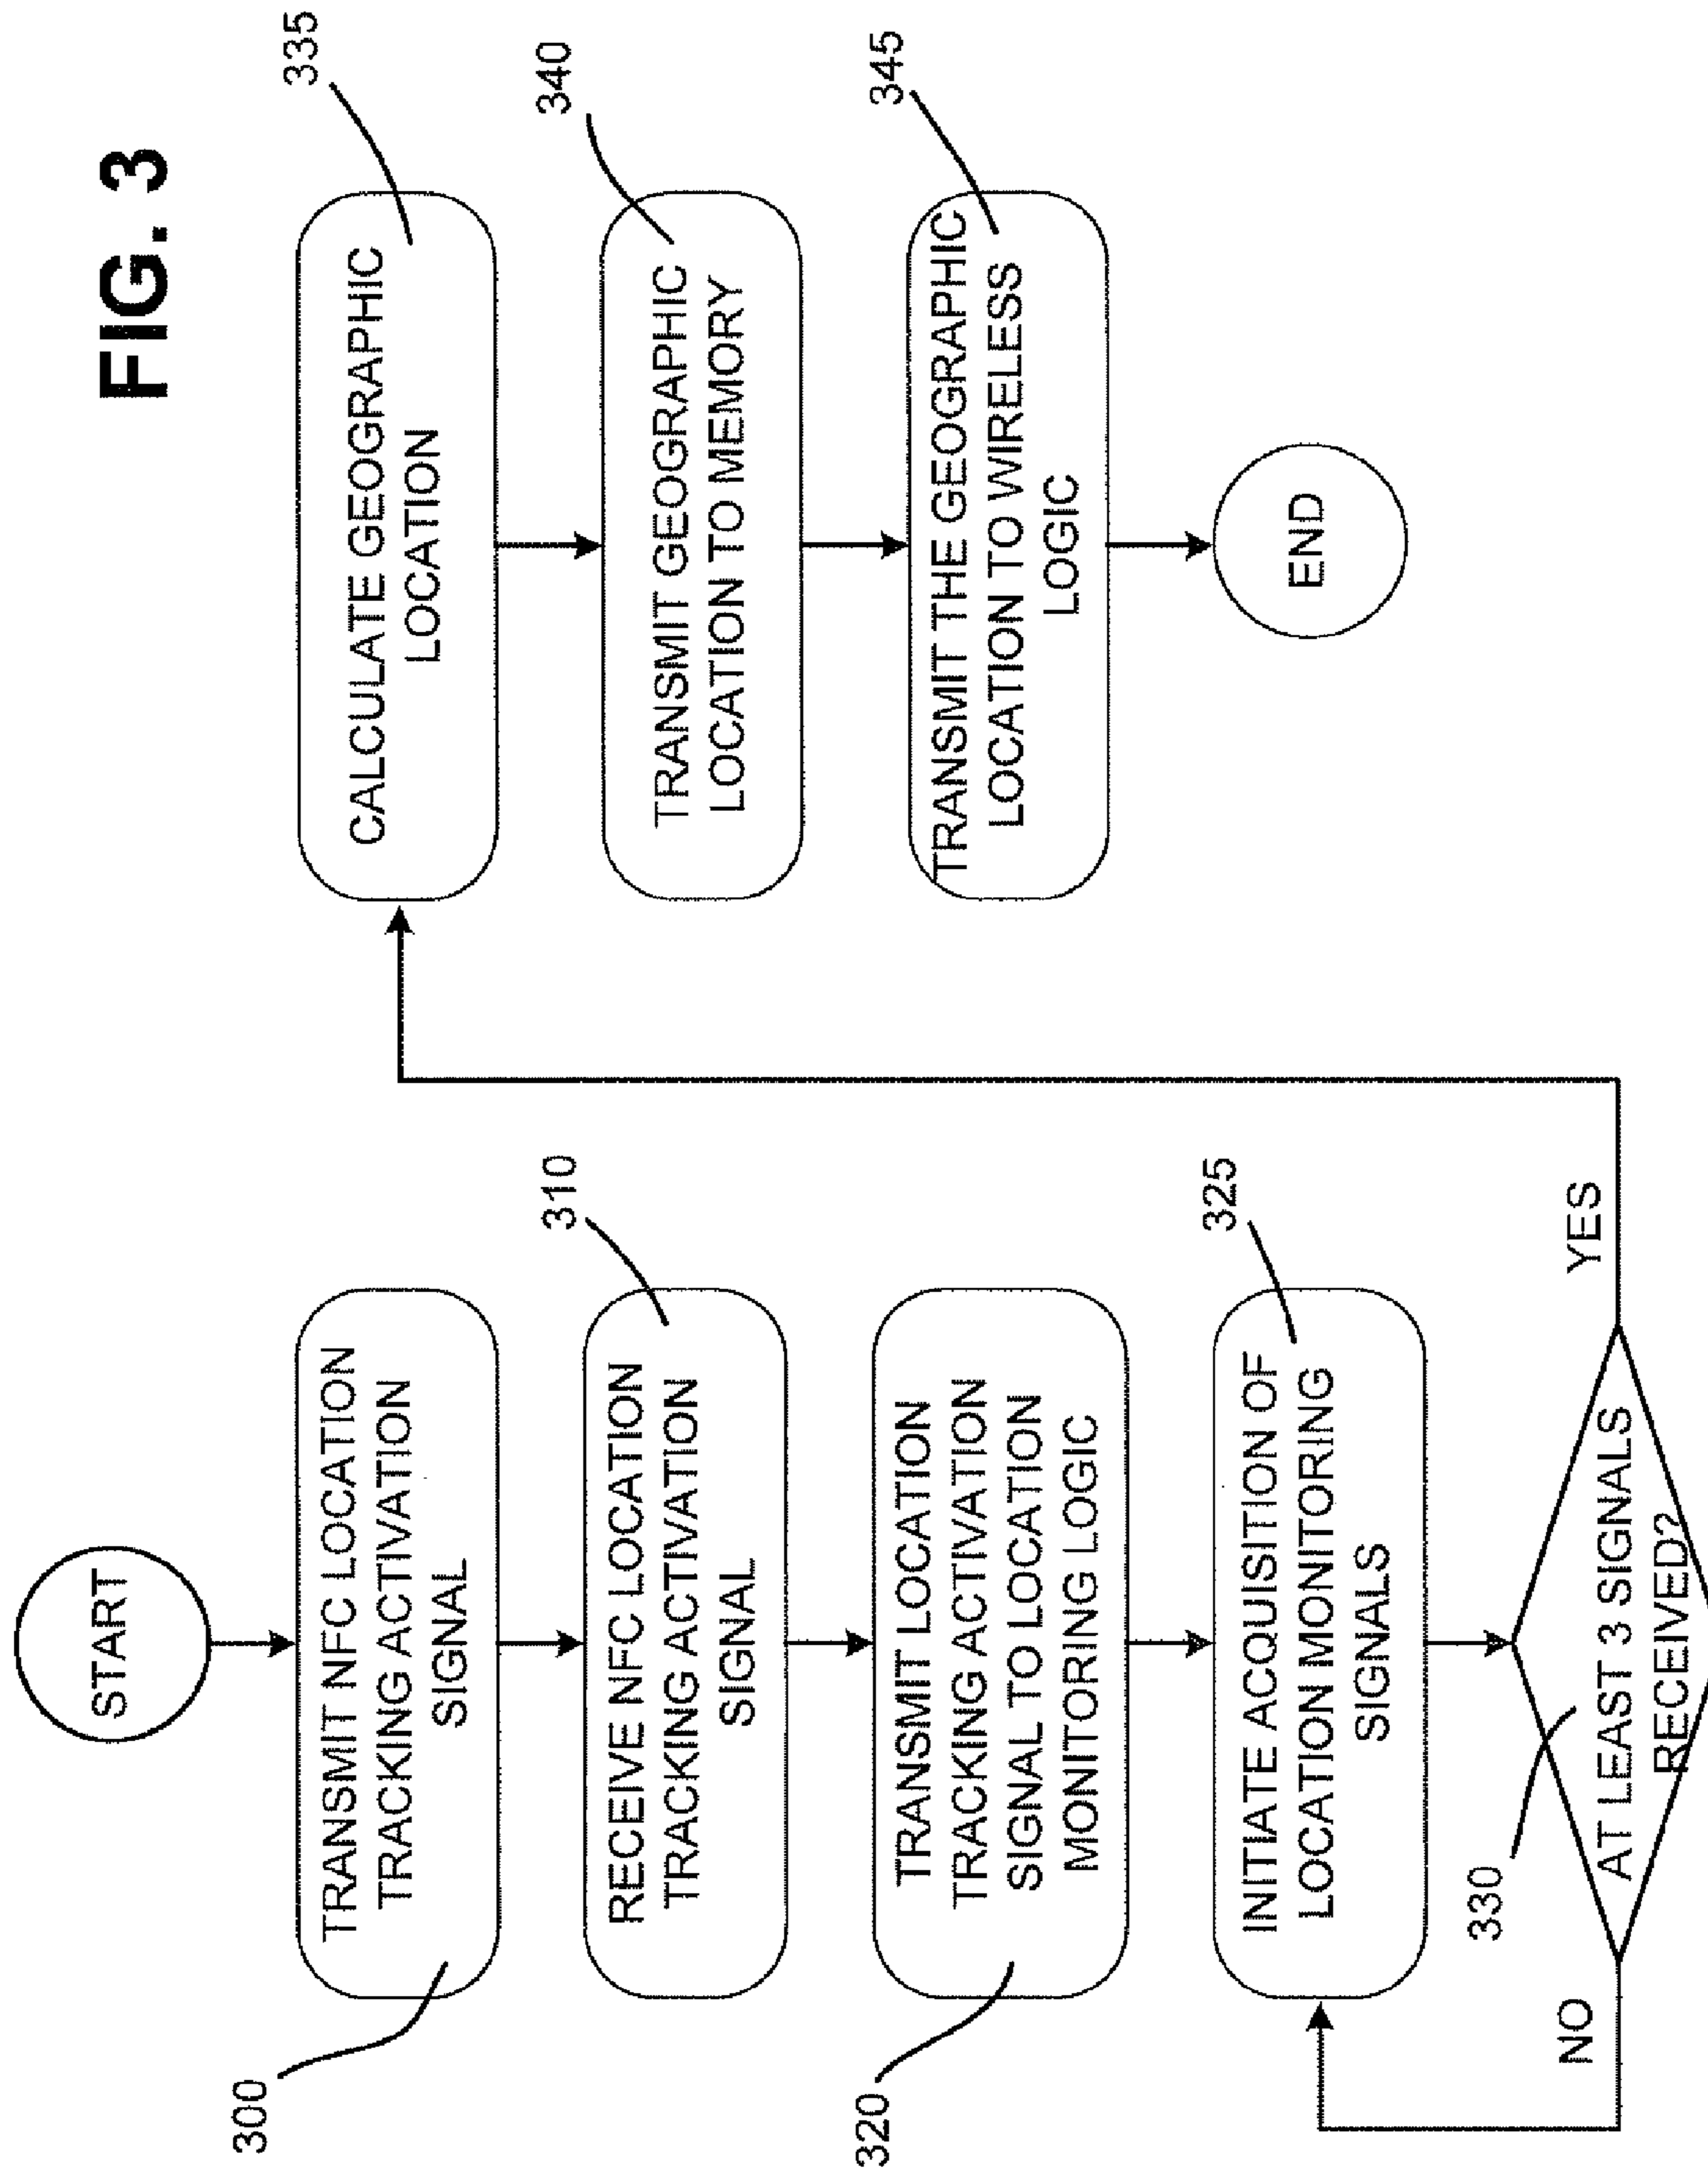 FIG. 3
START
300
TRANSMIT NFC LOCATION
TRACKING ACTIVATION
SIGNAL
310
RECEIVE NFC LOCATION
TRACKING ACTIVATION
SIGNAL
320
TRANSMIT LOCATION
TRACKING ACTIVATION
SIGNAL TO LOCATION
MONITORING LOGIC
325
INITIATE ACQUISITION OF
LOCATION MONITORING
SIGNALS
330
AT LEAST 3 SIGNALS
RECEIVED?
NO
YES
335
CALCULATE GEOGRAPHIC
LOCATION
340
TRANSMIT GEOGRAPHIC
LOCATION TO MEMORY
345
TRANSMIT THE GEOGRAPHIC
LOCATION TO WIRELESS
LOGIC
END